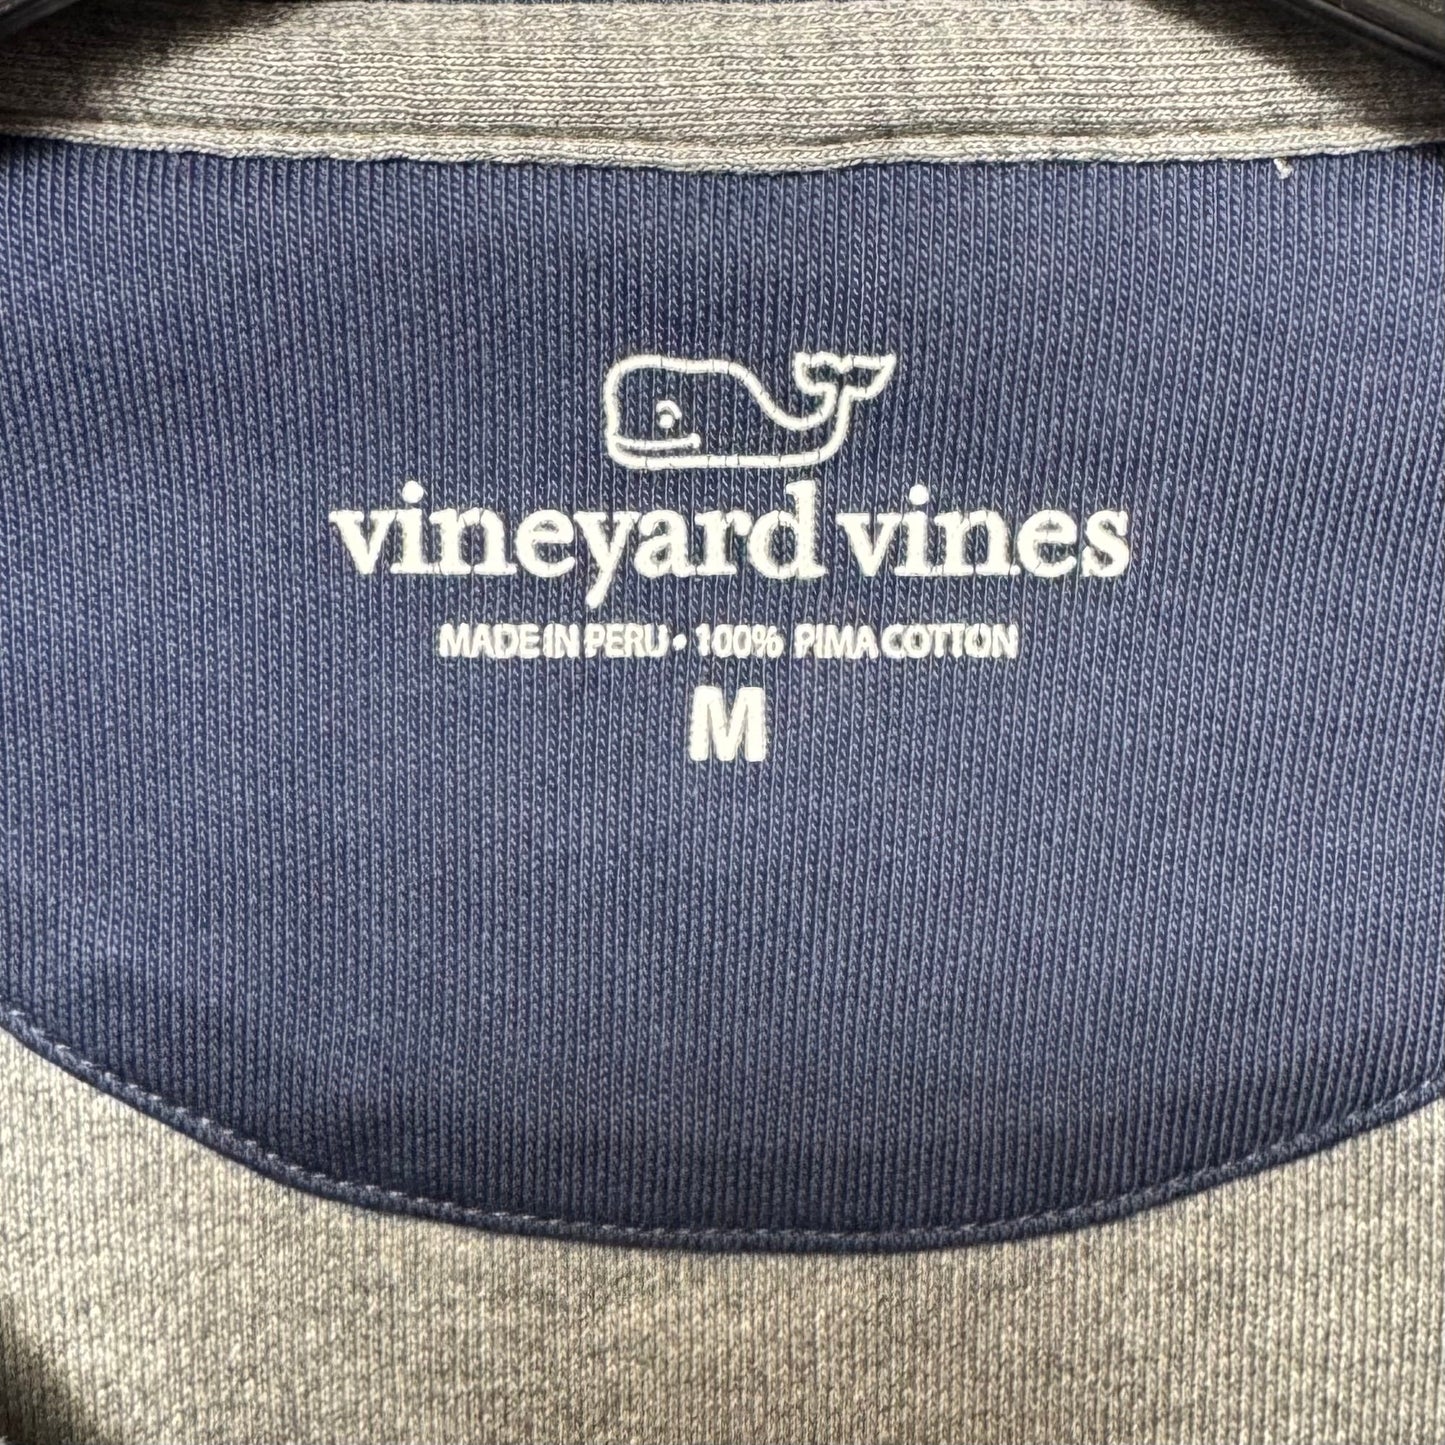 vineyard vines
MADE IN PERU • 100% PIMA COTTON
M